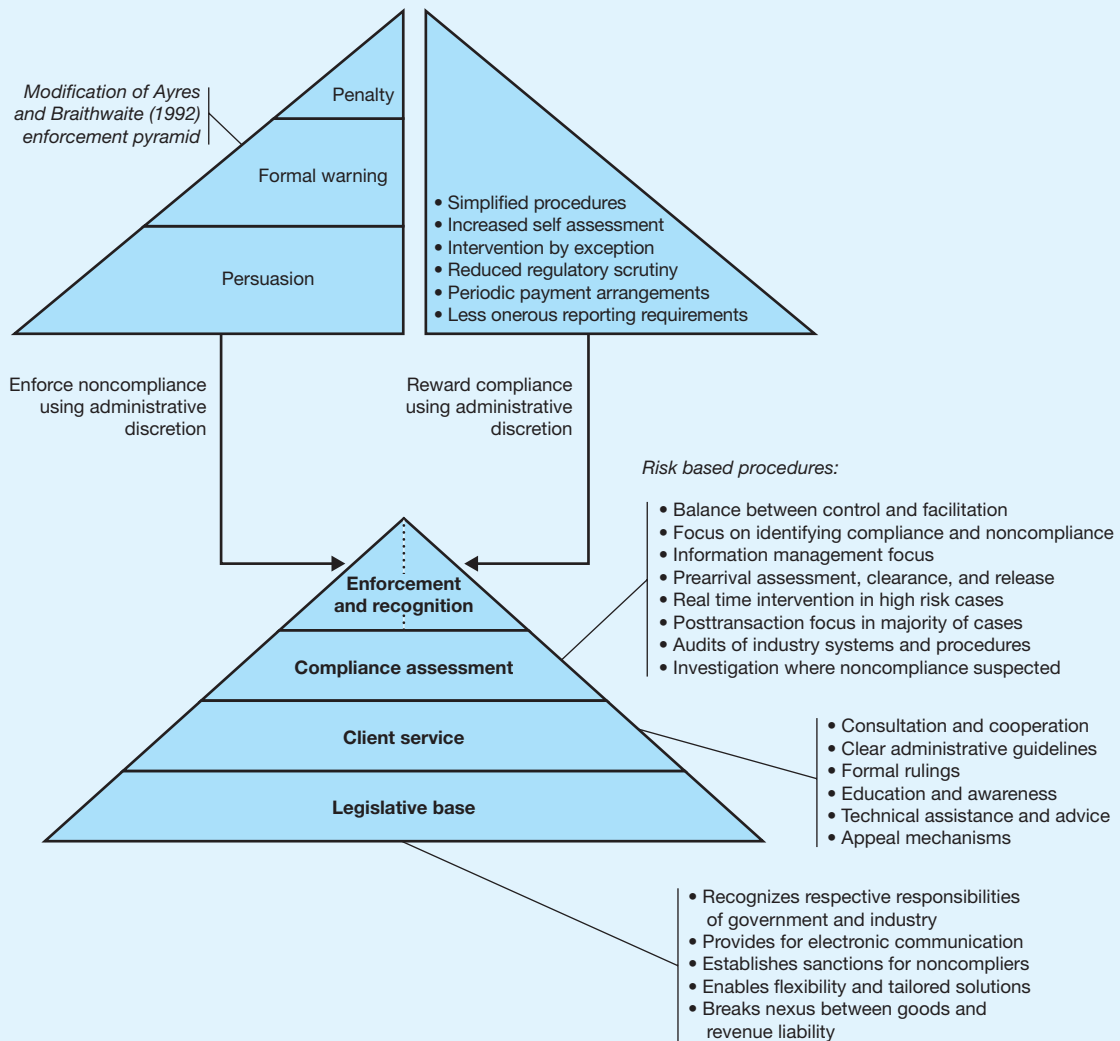 Modification of Ayres
and Braithwaite (1992)
enforcement pyramid
Penalty
Formal warning
Persuasion
• Simplified procedures
• Increased self assessment
• Intervention by exception
• Reduced regulatory scrutiny
• Periodic payment arrangements
• Less onerous reporting requirements
Enforce noncompliance
using administrative
discretion
Reward compliance
using administrative
discretion
Risk based procedures:
• Balance between control and facilitation
• Focus on identifying compliance and noncompliance
• Information management focus
• Prearrival assessment, clearance, and release
• Real time intervention in high risk cases
• Posttransaction focus in majority of cases
• Audits of industry systems and procedures
• Investigation where noncompliance suspected
Enforcement
and recognition
Compliance assessment
Client service
Legislative base
• Consultation and cooperation
• Clear administrative guidelines
• Formal rulings
• Education and awareness
• Technical assistance and advice
• Appeal mechanisms
• Recognizes respective responsibilities
of government and industry
• Provides for electronic communication
• Establishes sanctions for noncompliers
• Enables flexibility and tailored solutions
• Breaks nexus between goods and
revenue liability